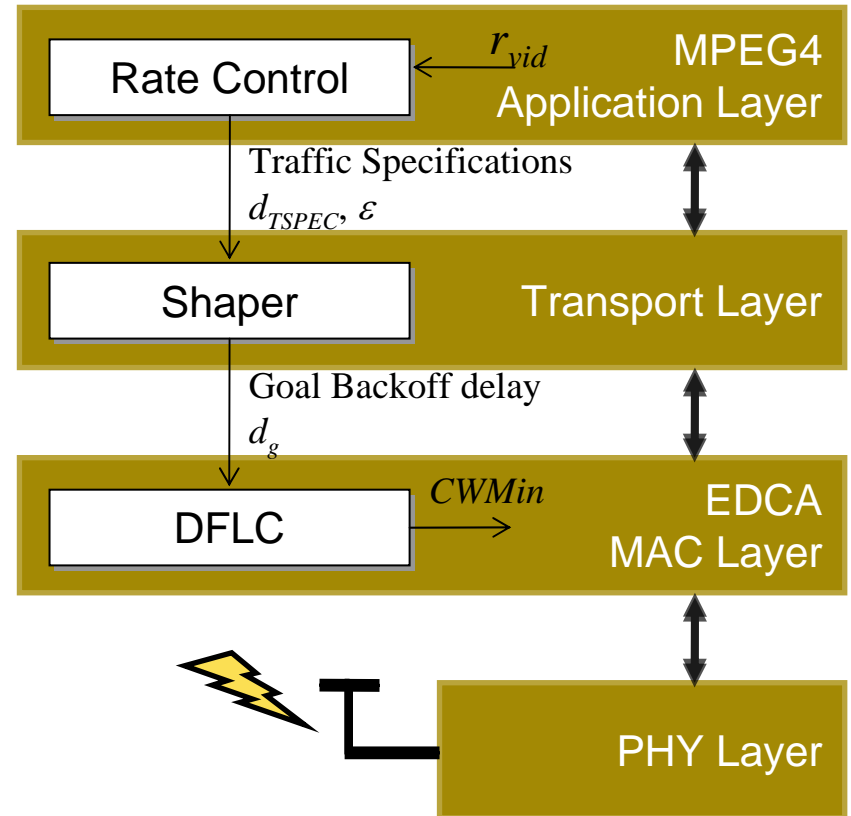 Rate Control
r_vid
MPEG4
Application Layer
Traffic Specifications
d_TSPEC, ε
Shaper
Transport Layer
Goal Backoff delay
d_g
DFLC
CWMin
EDCA
MAC Layer
PHY Layer